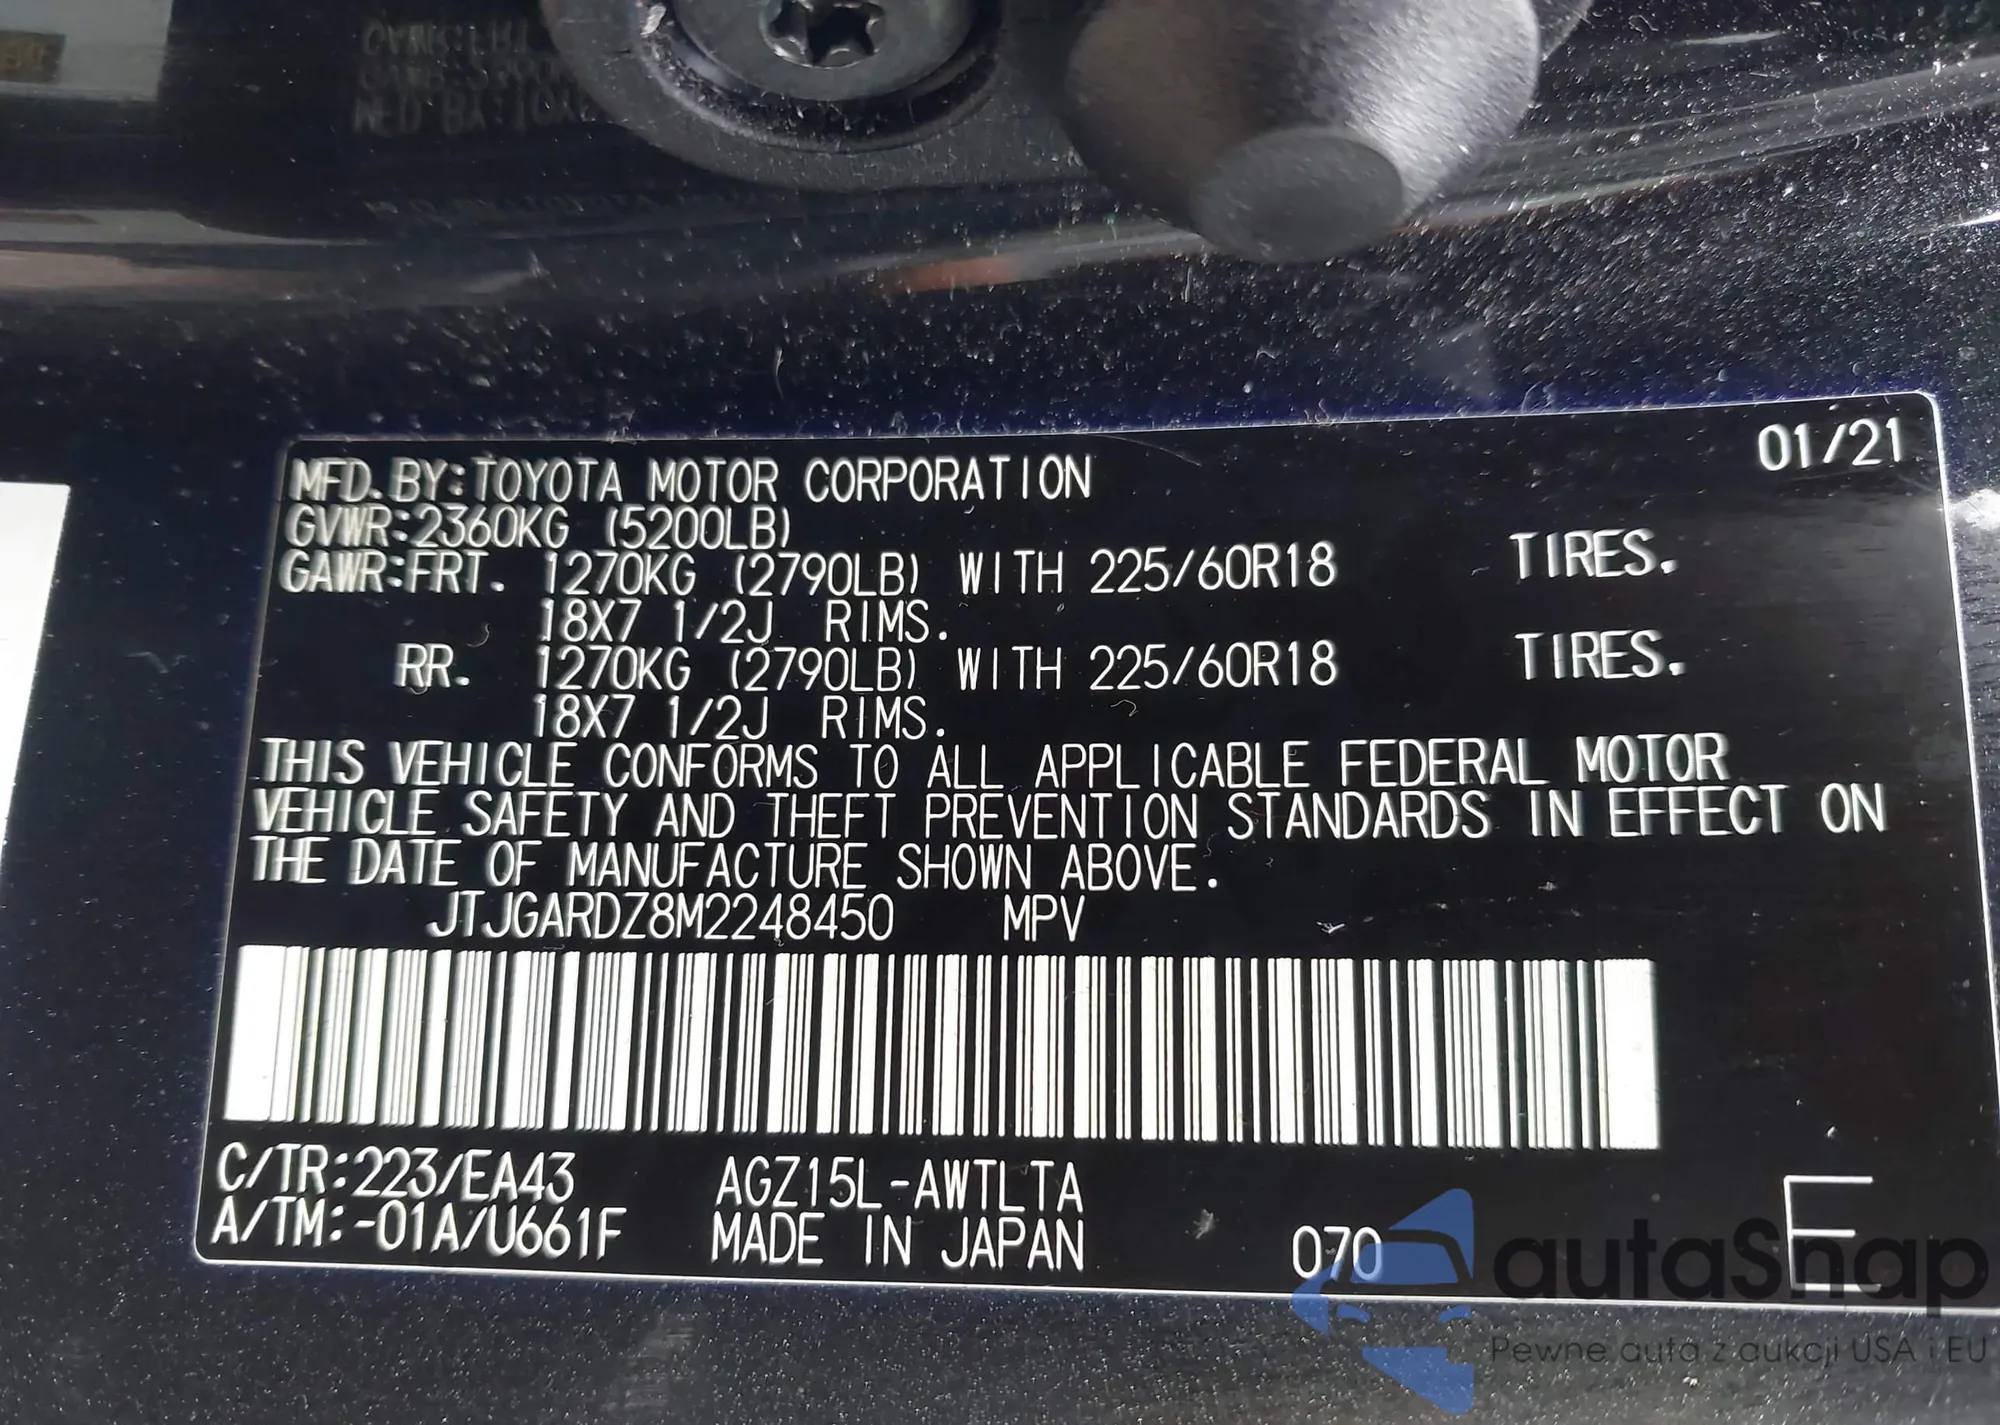 01/21
MFD. BY:TOYOTA MOTOR CORPORATION
GVWR:2360KG (5200LB)
GAWR:FRT. 1270KG (2790LB) WITH 225/60R18 TIRES.
18X7 1/2J RIMS.
RR. 1270KG (2790LB) WITH 225/60R18 TIRES.
18X7 1/2J RIMS.
THIS VEHICLE CONFORMS TO ALL APPLICABLE FEDERAL MOTOR
VEHICLE SAFETY AND THEFT PREVENTION STANDARDS IN EFFECT ON
THE DATE OF MANUFACTURE SHOWN ABOVE.
JTJGARDZ8M2248450 MPV
C/TR:223/EA43 AGZ15L-AWTLTA
A/TM:-01A/U661F MADE IN JAPAN 070 E
autaSnap
Pewne auta z aukcji USA i EU